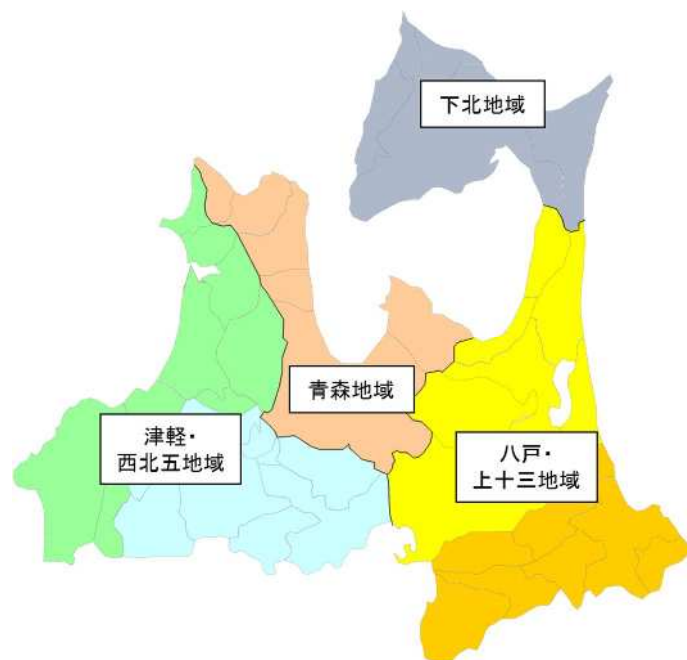 下北地域
青森地域
津軽・
西北五地域
八戸・
上十三地域